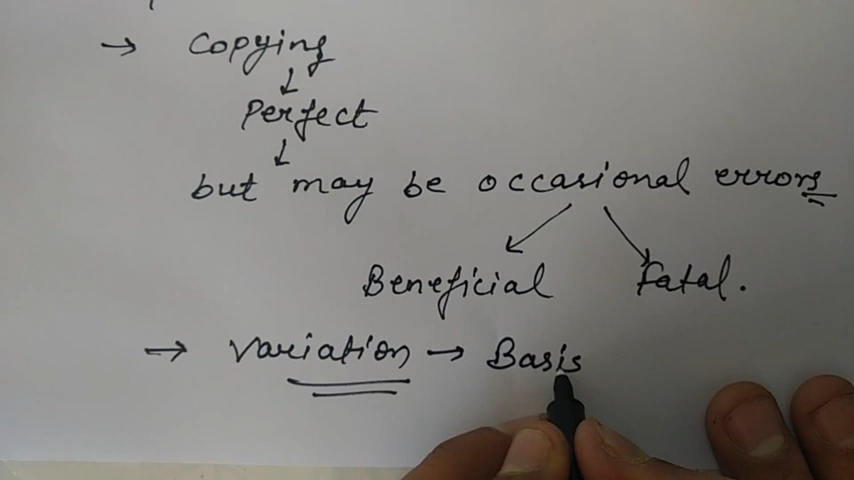 → Copying
↓
Perfect
↓
but may be occasional errors
Beneficial fatal.
→ Variation → Basis